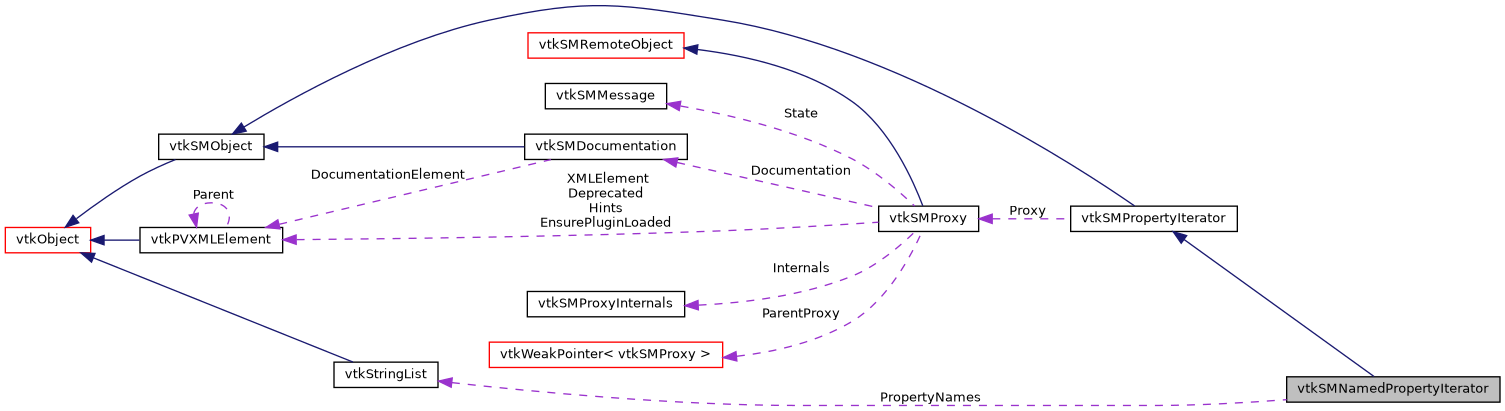 vtkSMRemoteObject
vtkSMMessage
State
vtkSMObject
vtkSMDocumentation
DocumentationElement
Documentation
XMLElement
Deprecated
Hints
EnsurePluginLoaded
Parent
vtkObject
vtkPVXMLElement
vtkSMProxy
Proxy
vtkSMPropertyIterator
Internals
vtkSMProxyInternals
ParentProxy
vtkWeakPointer< vtkSMProxy >
vtkStringList
PropertyNames
vtkSMNamedPropertyIterator